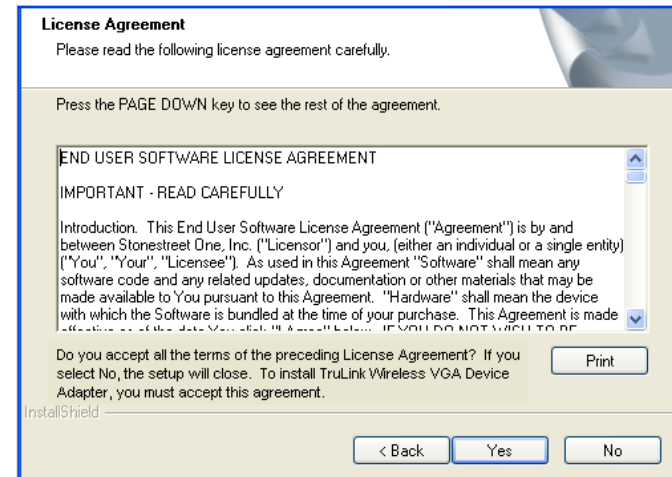 License Agreement
Please read the following license agreement carefully.
Press the PAGE DOWN key to see the rest of the agreement.
END USER SOFTWARE LICENSE AGREEMENT
IMPORTANT - READ CAREFULLY
Introduction. This End User Software License Agreement ("Agreement") is by and
between Stonestreet One, Inc. ("Licensor") and you, (either an individual or a single entity)
("You", "Your", "Licensee"). As used in this Agreement "Software" shall mean any
software code and any related updates, documentation or other materials that may be
made available to You pursuant to this Agreement. "Hardware" shall mean the device
with which the Software is bundled at the time of your purchase. This Agreement is made
Do you accept all the terms of the preceding License Agreement? If you
select No, the setup will close. To install TruLink Wireless VGA Device
Adapter, you must accept this agreement.
Print
InstallShield
< Back
Yes
No